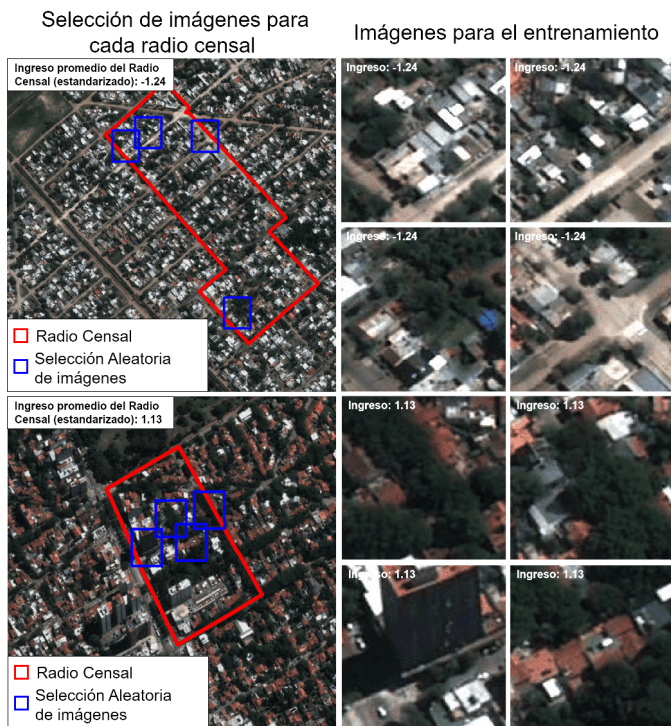 Selección de imágenes para
cada radio censal
Imágenes para el entrenamiento
Ingreso promedio del Radio
Censal (estandarizado): -1.24
Ingreso: -1.24
Ingreso: -1.24
Ingreso: -1.24
Ingreso: -1.24
Radio Censal
Selección Aleatoria
de imágenes
Ingreso promedio del Radio
Censal (estandarizado): 1.13
Ingreso: 1.13
Ingreso: 1.13
Ingreso: 1.13
Ingreso: 1.13
Radio Censal
Selección Aleatoria
de imágenes